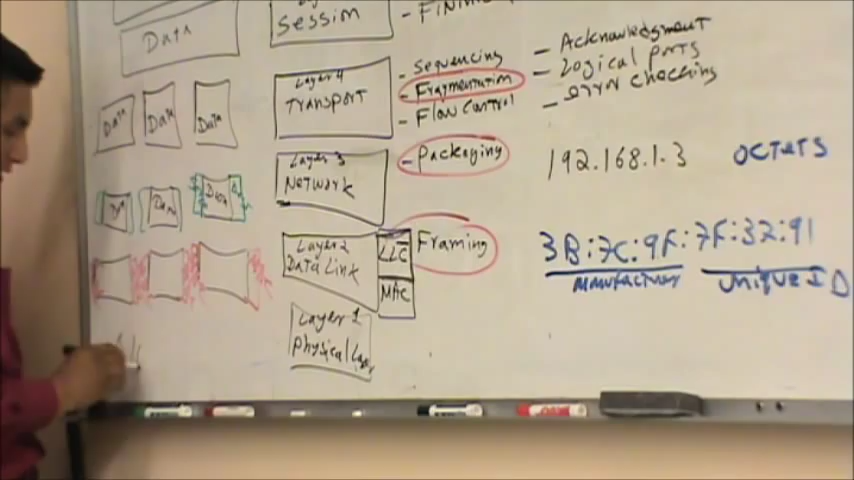 Session
Data
Layer 4
Transport
- Sequencing
- Fragmentation
- Flow Control
- Acknowledgment
- Logical ports
- error checking
Data Data Data
Layer 3
Network
- Packaging
192.168.1.3 OCTETS
Data Data Data
Layer 2
Data Link
LLC
MAC
Framing
3B:7C:9F:7F:32:91
Manufacturer Unique ID
Layer 1
Physical Layer